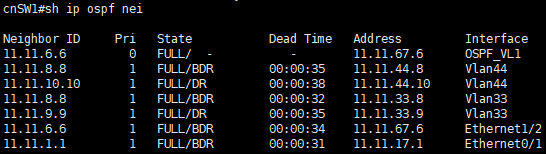 cnSW1#sh ip ospf nei
Neighbor ID     Pri   State           Dead Time   Address         Interface
11.11.6.6         0   FULL/  -           -        11.11.67.6      OSPF_VL1
11.11.8.8         1   FULL/BDR        00:00:35    11.11.44.8      Vlan44
11.11.10.10       1   FULL/DR         00:00:38    11.11.44.10     Vlan44
11.11.8.8         1   FULL/BDR        00:00:32    11.11.33.8      Vlan33
11.11.9.9         1   FULL/DR         00:00:35    11.11.33.9      Vlan33
11.11.6.6         1   FULL/BDR        00:00:34    11.11.67.6      Ethernet1/2
11.11.1.1         1   FULL/BDR        00:00:31    11.11.17.1      Ethernet0/1